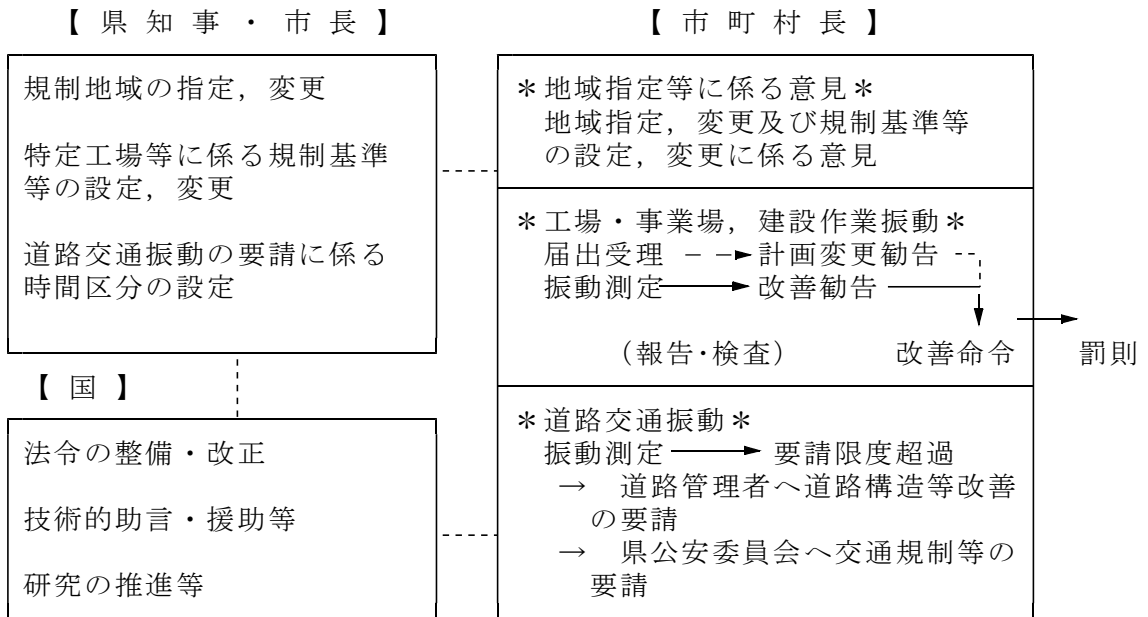 【県知事・市長】
規制地域の指定，変更
特定工場等に係る規制基準
等の設定，変更
道路交通振動の要請に係る
時間区分の設定
【国】
法令の整備・改正
技術的助言・援助等
研究の推進等
【市町村長】
＊地域指定等に係る意見＊
地域指定，変更及び規制基準等
の設定，変更に係る意見
＊工場・事業場，建設作業振動＊
届出受理 計画変更勧告
振動測定 改善勧告
（報告・検査） 改善命令 罰則
＊道路交通振動＊
振動測定 要請限度超過
→ 道路管理者へ道路構造等改善
の要請
→ 県公安委員会へ交通規制等の
要請